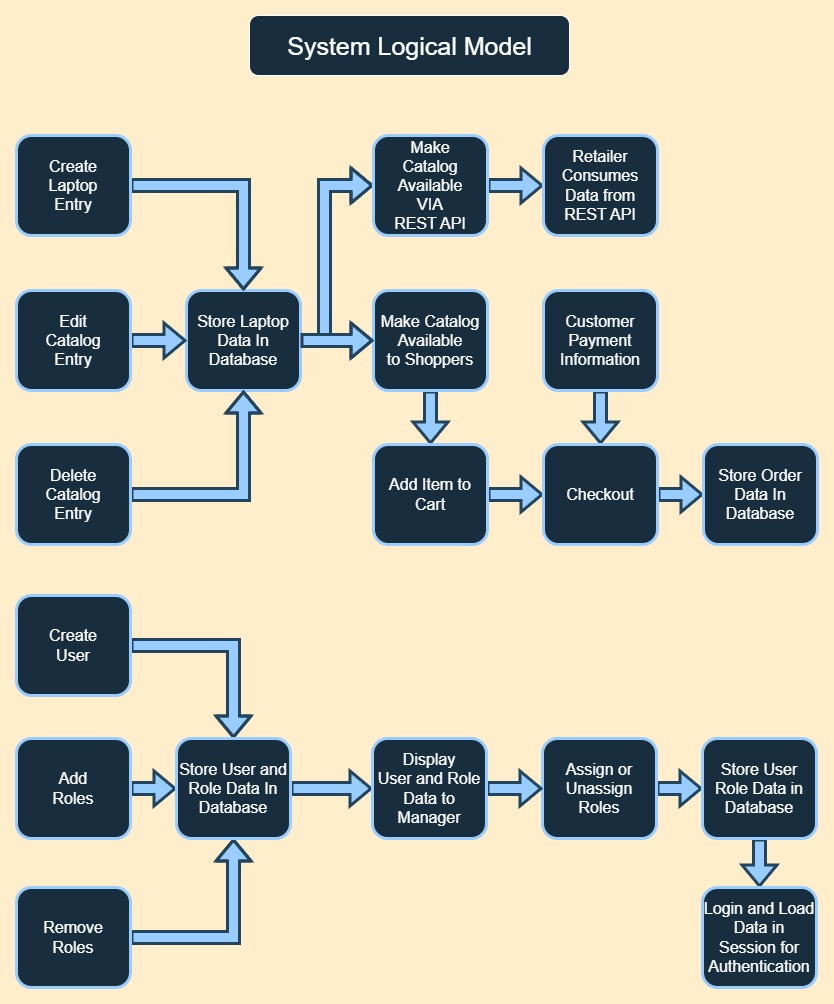 System Logical Model
Create
Laptop
Entry
Make
Catalog
Available
VIA
REST API
Retailer
Consumes
Data from
REST API
Edit
Catalog
Entry
Store Laptop
Data In
Database
Make Catalog
Available
to Shoppers
Customer
Payment
Information
Delete
Catalog
Entry
Add Item to
Cart
Checkout
Store Order
Data In
Database
Create
User
Add
Roles
Store User and
Role Data In
Database
Display
User and Role
Data to
Manager
Assign or
Unassign
Roles
Store User
Role Data in
Database
Remove
Roles
Login and Load
Data in
Session for
Authentication